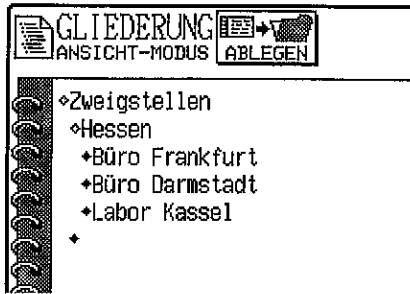 GLIEDERUNG
ANSICHT-MODUS ABLEGEN
Zweigstellen
Hessen
Büro Frankfurt
Büro Darmstadt
Labor Kassel